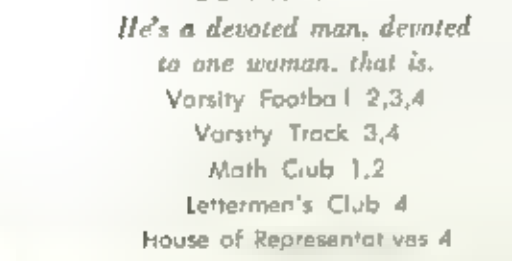 He's a devoted man, devoted
to one woman, that is.
Varsity Football 2,3,4
Varsity Track 3,4
Math Club 1,2
Lettermen's Club 4
House of Representatives 4